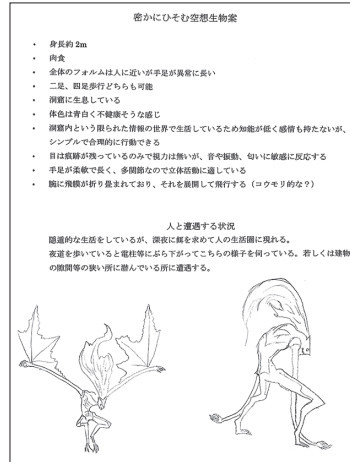 密かにひそむ空想生物案
・ 身長約 2m
・ 肉食
・ 全体のフォルムは人に近いが手足が異常に長い
・ 二足、四足歩行どちらも可能
・ 洞窟に生息している
・ 体色は青白く不健康そうな感じ
・ 洞窟内という限られた情報の世界で生活しているため知能が低く感情も持たないが、
シンプルで合理的に行動できる
・ 目は痕跡が残っているのみで視力は無いが、音や振動、匂いに敏感に反応する
・ 手足が柔軟で長く、多関節なので立体活動に適している
・ 腕に飛膜が折り畳まれており、それを展開して飛行する（コウモリ的な？）
人と遭遇する状況
隠遁的な生活をしているが、深夜に餌を求めて人の生活圏に現れる。
夜道を歩いていると電柱等にぶら下がってこちらの様子を伺っている。若しくは建物
の隙間等の狭い所に潜んでいる所に遭遇する。